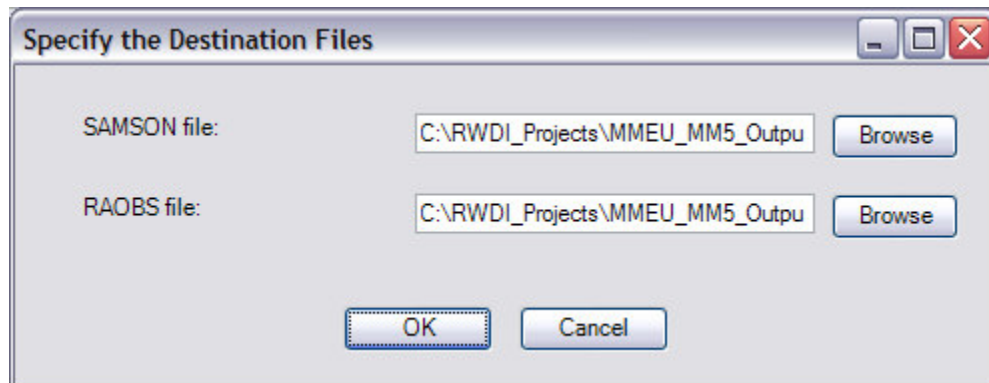 Specify the Destination Files
SAMSON file: C:\RWDI_Projects\MMEU_MM5_Outpu Browse
RAOBS file: C:\RWDI_Projects\MMEU_MM5_Outpu Browse
OK Cancel